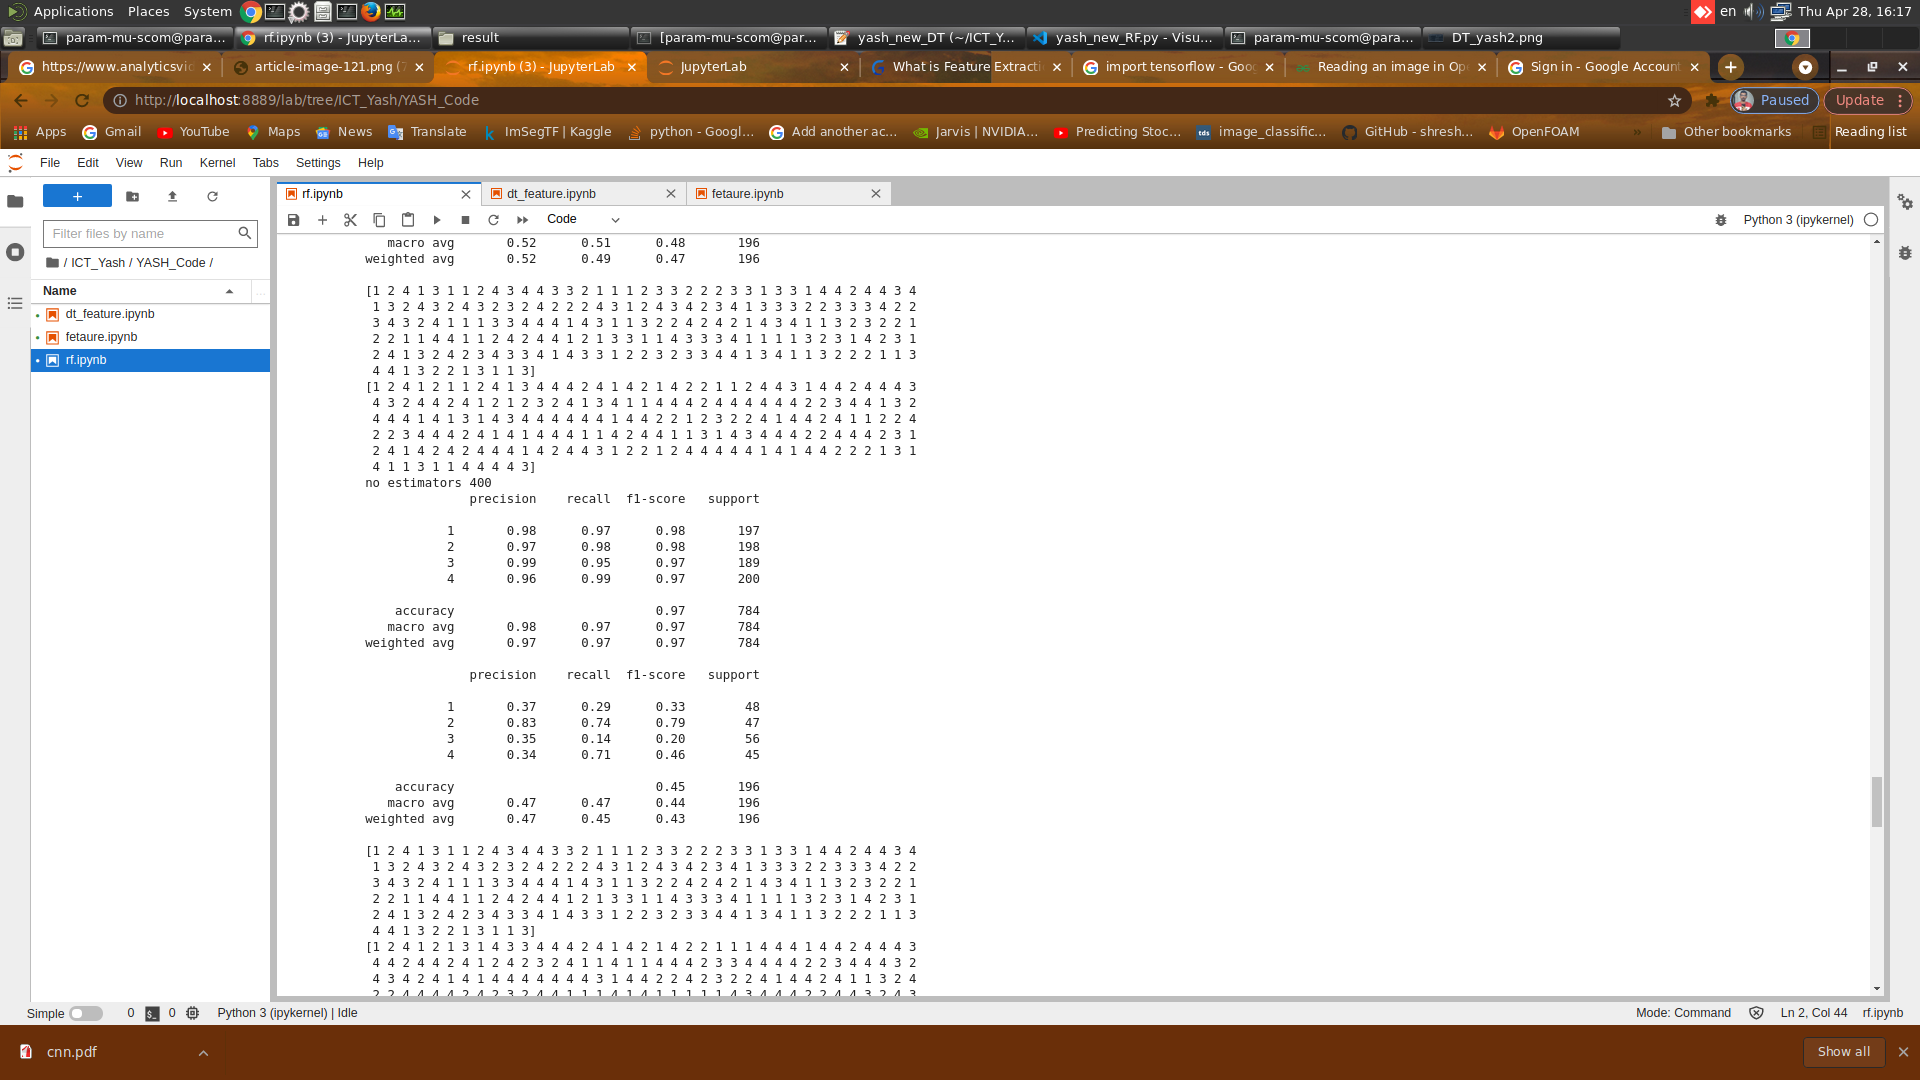 Applications Places System en Thu Apr 28, 16:17
param-mu-scom@para... rf.ipynb (3) - JupyterLa... result [param-mu-scom@par... yash_new_DT (~/ICT_Y... yash_new_RF.py - Visu... param-mu-scom@para... DT_yash2.png
https://www.analyticsvi article-image-121.png (7 rf.ipynb (3) - JupyterLab JupyterLab What is Feature Extracti import tensorflow - Goo Reading an image in Op Sign in - Google Account
http://localhost:8889/lab/tree/ICT_Yash/YASH_Code Paused Update
Apps Gmail YouTube Maps News Translate ImSegTF | Kaggle python - Googl... Add another ac... Jarvis | NVIDIA... Predicting Stoc... tds image_classific... GitHub - shresh... OpenFOAM » Other bookmarks Reading list
File Edit View Run Kernel Tabs Settings Help
rf.ipynb dt_feature.ipynb fetaure.ipynb
Code Python 3 (ipykernel)
Filter files by name
/ ICT_Yash / YASH_Code /
Name
dt_feature.ipynb
fetaure.ipynb
rf.ipynb
macro avg 0.52 0.51 0.48 196
weighted avg 0.52 0.49 0.47 196
[1 2 4 1 3 1 1 2 4 3 4 4 3 3 2 1 1 1 2 3 3 2 2 2 3 3 1 3 3 1 4 4 2 4 4 3 4
1 3 2 4 3 2 4 3 2 3 2 4 2 2 2 4 3 1 2 4 3 4 2 3 4 1 3 3 3 2 2 3 3 3 4 2 2
3 4 3 2 4 1 1 1 3 3 4 4 4 1 4 3 1 1 3 2 2 4 2 4 2 1 4 3 4 1 1 3 2 3 2 2 1
2 2 1 1 4 4 1 1 2 4 2 4 4 1 2 1 3 3 1 1 4 3 3 3 4 1 1 1 1 3 2 3 1 4 2 3 1
2 4 1 3 2 4 2 3 4 3 3 4 1 4 3 3 1 2 2 3 2 3 3 4 4 1 3 4 1 1 3 2 2 2 1 1 3
4 4 1 3 2 2 1 3 1 1 3]
[1 2 4 1 2 1 1 2 4 1 3 4 4 4 2 4 1 4 2 1 4 2 2 1 1 2 4 4 3 1 4 4 2 4 4 4 3
4 3 2 4 4 2 4 1 2 1 2 3 2 4 1 3 4 1 1 4 4 4 2 4 4 4 4 4 4 2 2 3 4 4 1 3 2
4 4 4 1 4 1 3 1 4 3 4 4 4 4 4 4 1 4 4 2 2 1 2 3 2 2 4 1 4 4 2 4 1 1 2 2 4
2 2 3 4 4 4 2 4 1 4 1 4 4 4 1 1 4 2 4 4 1 1 3 1 4 3 4 4 4 2 2 4 4 4 2 3 1
2 4 1 4 2 4 2 4 4 4 1 4 2 4 4 3 1 2 2 1 2 4 4 4 4 4 1 4 1 4 4 2 2 2 1 3 1
4 1 1 3 1 1 4 4 4 4 3]
no estimators 400
precision recall f1-score support
1 0.98 0.97 0.98 197
2 0.97 0.98 0.98 198
3 0.99 0.95 0.97 189
4 0.96 0.99 0.97 200
accuracy 0.97 784
macro avg 0.98 0.97 0.97 784
weighted avg 0.97 0.97 0.97 784
precision recall f1-score support
1 0.37 0.29 0.33 48
2 0.83 0.74 0.79 47
3 0.35 0.14 0.20 56
4 0.34 0.71 0.46 45
accuracy 0.45 196
macro avg 0.47 0.47 0.44 196
weighted avg 0.47 0.45 0.43 196
[1 2 4 1 3 1 1 2 4 3 4 4 3 3 2 1 1 1 2 3 3 2 2 2 3 3 1 3 3 1 4 4 2 4 4 3 4
1 3 2 4 3 2 4 3 2 3 2 4 2 2 2 4 3 1 2 4 3 4 2 3 4 1 3 3 3 2 2 3 3 3 4 2 2
3 4 3 2 4 1 1 1 3 3 4 4 4 1 4 3 1 1 3 2 2 4 2 4 2 1 4 3 4 1 1 3 2 3 2 2 1
2 2 1 1 4 4 1 1 2 4 2 4 4 1 2 1 3 3 1 1 4 3 3 3 4 1 1 1 1 3 2 3 1 4 2 3 1
2 4 1 3 2 4 2 3 4 3 3 4 1 4 3 3 1 2 2 3 2 3 3 4 4 1 3 4 1 1 3 2 2 2 1 1 3
4 4 1 3 2 2 1 3 1 1 3]
[1 2 4 1 2 1 3 1 4 3 3 4 4 4 2 4 1 4 2 1 4 2 2 1 1 1 4 4 4 1 4 4 2 4 4 4 3
4 4 2 4 4 2 4 1 2 4 2 3 2 4 1 1 4 1 1 4 4 4 2 3 3 4 4 4 4 2 2 3 4 4 4 3 2
4 3 4 2 4 1 4 1 4 4 4 4 4 4 4 3 1 4 4 2 2 4 2 3 2 2 4 1 4 4 2 4 1 1 3 2 4
2 2 4 4 4 4 2 4 2 3 2 4 4 1 1 1 4 1 4 1 1 1 1 1 4 3 4 4 4 2 2 4 4 3 2 4 3
Simple 0 0 Python 3 (ipykernel) | Idle Mode: Command Ln 2, Col 44 rf.ipynb
cnn.pdf Show all